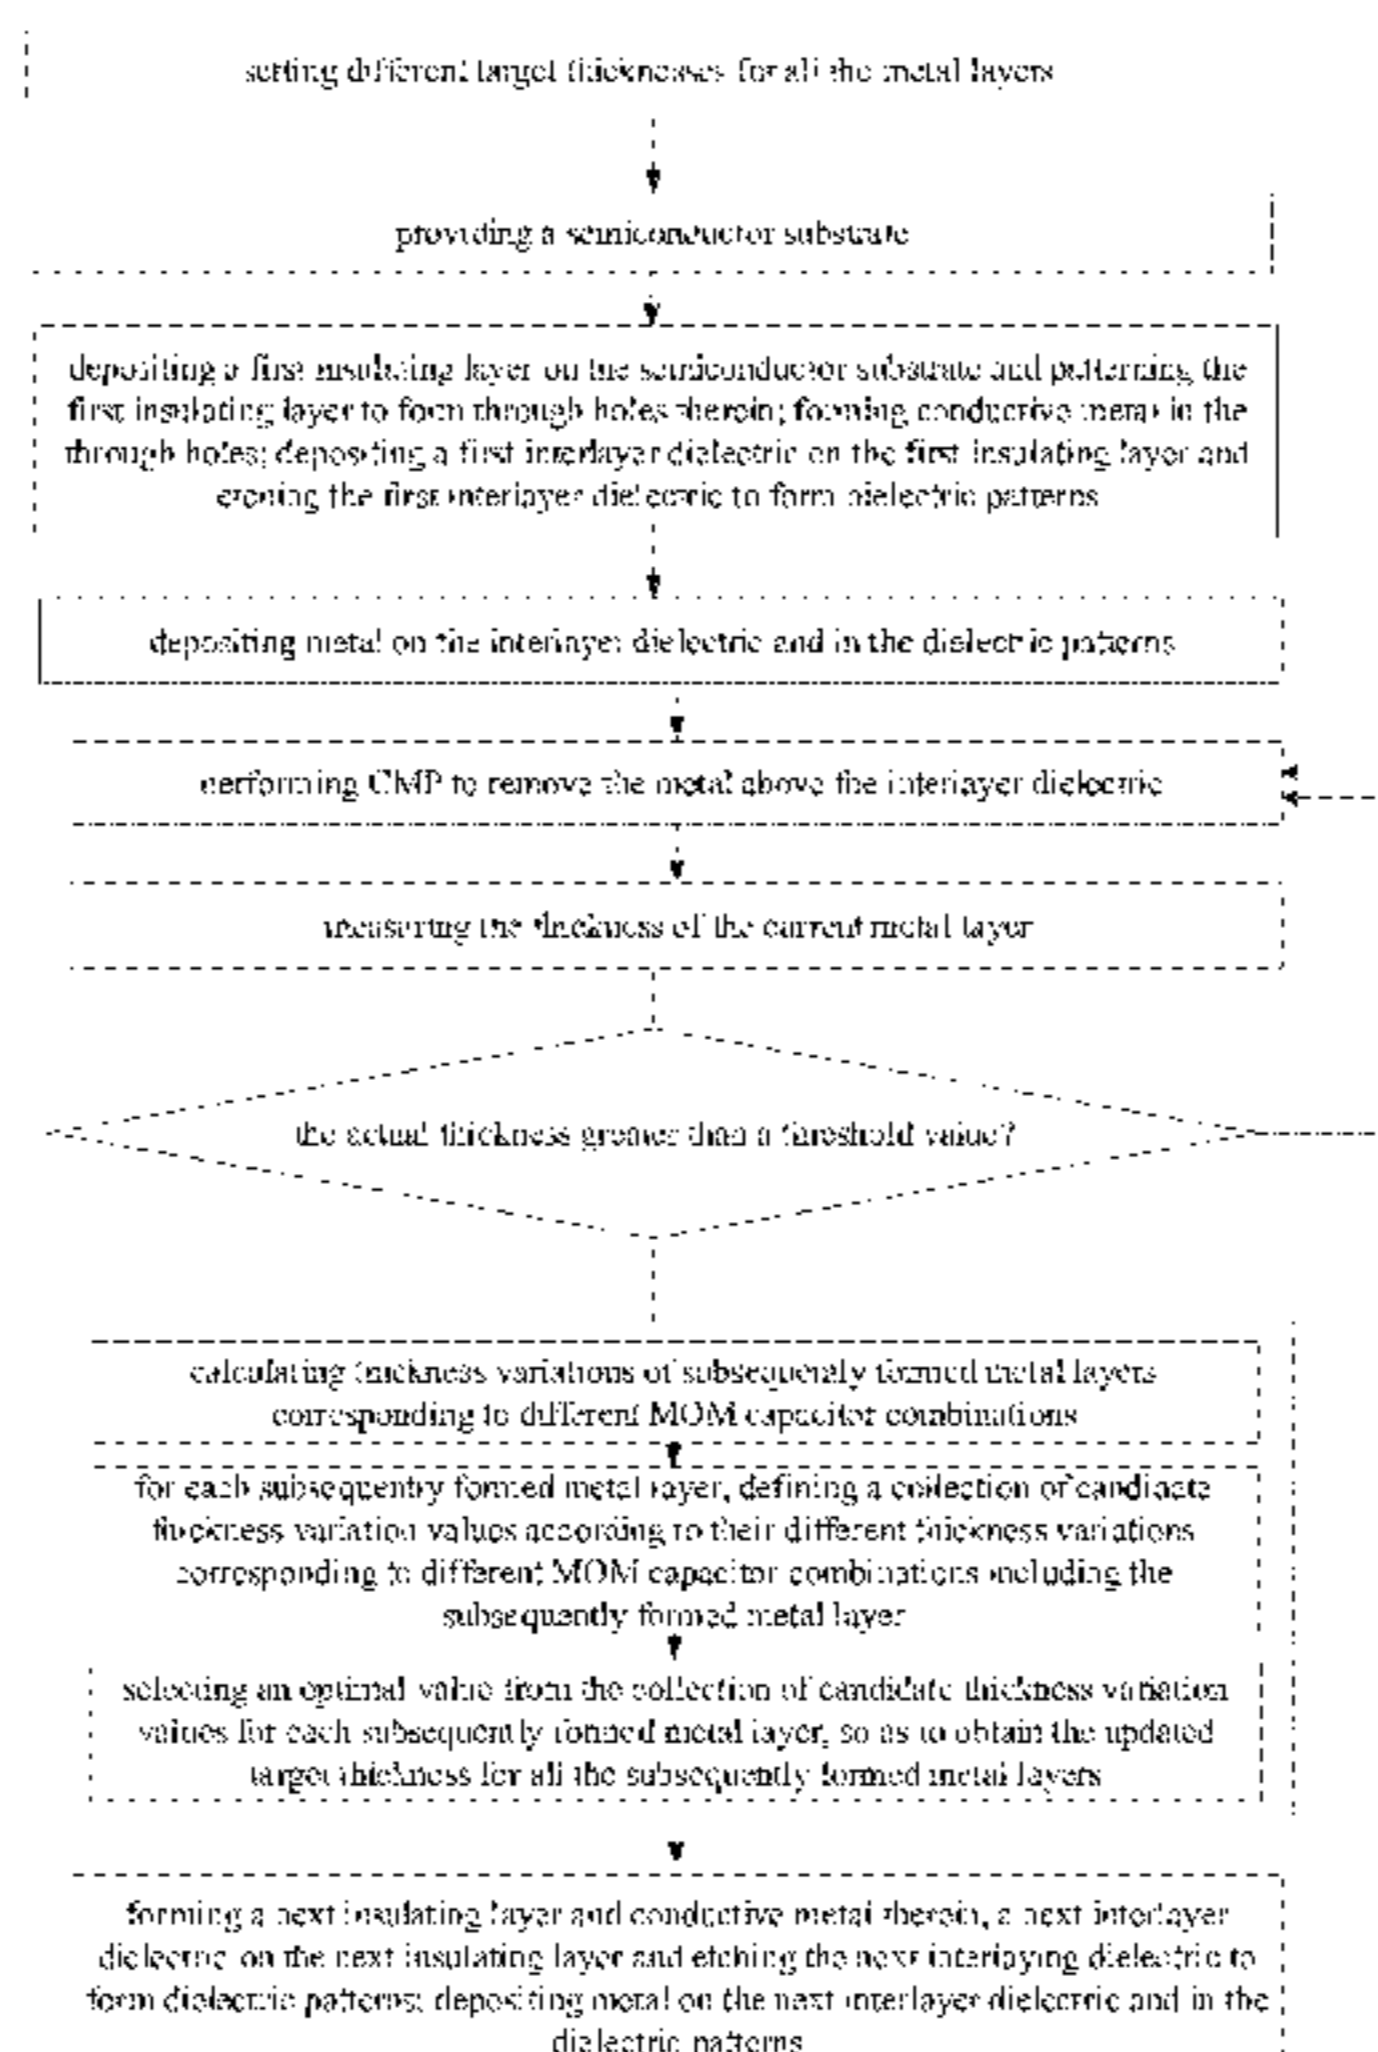 setting different target thicknesses for all the metal layers
providing a semiconductor substrate
depositing a first insulating layer on the semiconductor substrate and patterning the
first insulating layer to form through holes therein; forming conductive metal in the
through holes; depositing a first interlayer dielectric on the first insulating layer and
etching the first interlayer dielectric to form dielectric patterns
depositing metal on the interlayer dielectric and in the dielectric patterns
performing CMP to remove the metal above the interlayer dielectric
measuring the thickness of the current metal layer
the actual thickness greater than a threshold value?
calculating thickness variations of subsequently formed metal layers
corresponding to different MOM capacitor combinations
for each subsequently formed metal layer, defining a collection of candidate
thickness variation values according to their different thickness variations
corresponding to different MOM capacitor combinations including the
subsequently formed metal layer
selecting an optimal value from the collection of candidate thickness variation
values for each subsequently formed metal layer, so as to obtain the updated
target thickness for all the subsequently formed metal layers
forming a next insulating layer and conductive metal therein, a next interlayer
dielectric on the next insulating layer and etching the next interlaying dielectric to
form dielectric patterns; depositing metal on the next interlayer dielectric and in the
dielectric patterns